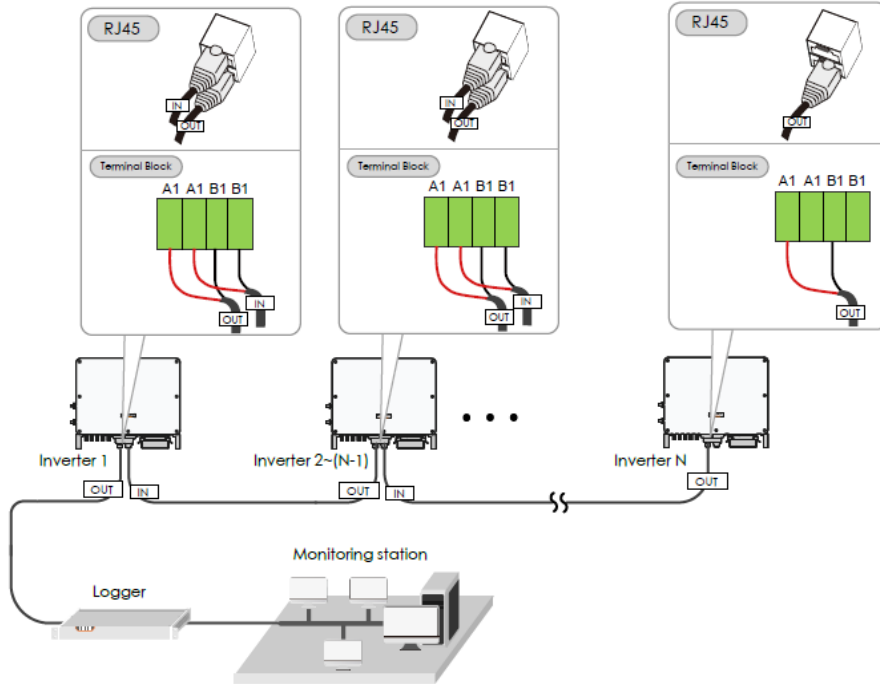 RJ45
IN
OUT
Terminal Block
A1 A1 B1 B1
IN
OUT
RJ45
IN
OUT
Terminal Block
A1 A1 B1 B1
IN
OUT
RJ45
OUT
Terminal Block
A1 A1 B1 B1
OUT
Inverter 1
OUT
IN
Inverter 2~(N-1)
OUT
IN
Inverter N
OUT
Monitoring station
Logger